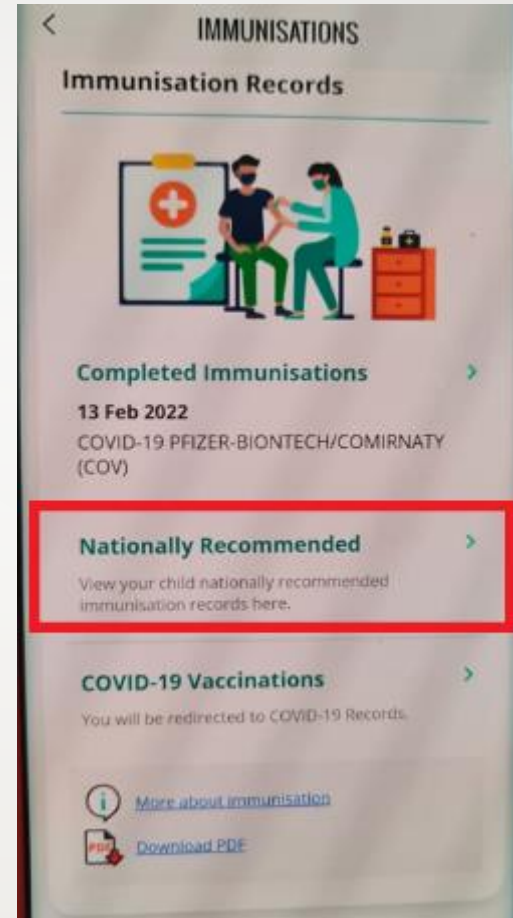 IMMUNISATIONS
Immunisation Records
Completed Immunisations
13 Feb 2022
COVID-19 PFIZER-BIONTECH/COMIRNATY
(COV)
Nationally Recommended
View your child nationally recommended
immunisation records here.
COVID-19 Vaccinations
You will be redirected to COVID-19 Records.
More about immunisation
PDF
Download PDF